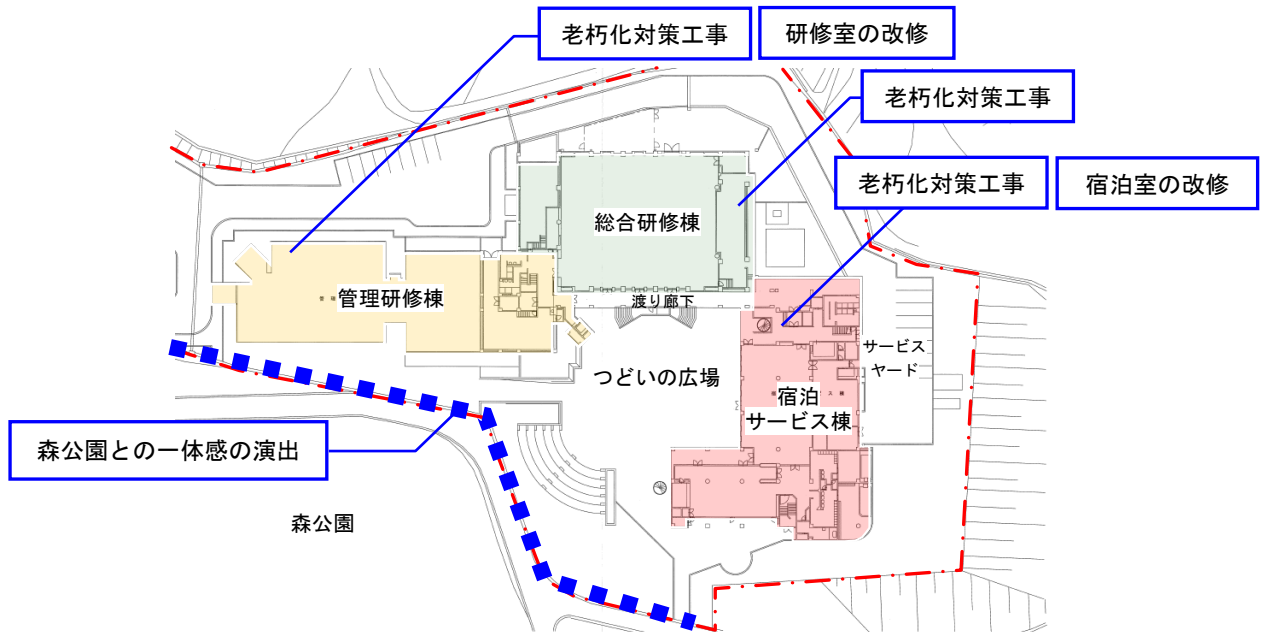 老朽化対策工事
研修室の改修
老朽化対策工事
老朽化対策工事
宿泊室の改修
総合研修棟
管理研修棟
渡り廊下
サービス
ヤード
つどいの広場
宿泊
サービス棟
森公園との一体感の演出
森公園